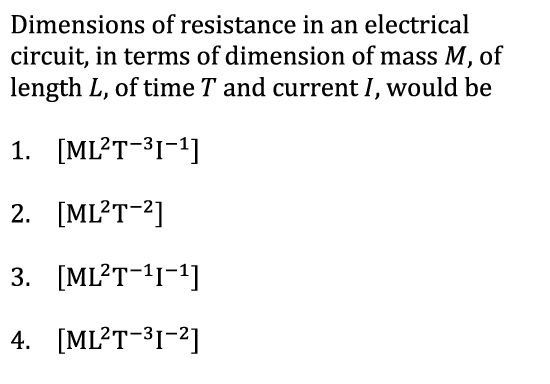 Dimensions of resistance in an electrical
circuit, in terms of dimension of mass M, of
length L, of time T and current I, would be
1. [ML²T⁻³I⁻¹]
2. [ML²T⁻²]
3. [ML²T⁻¹I⁻¹]
4. [ML²T⁻³I⁻²]